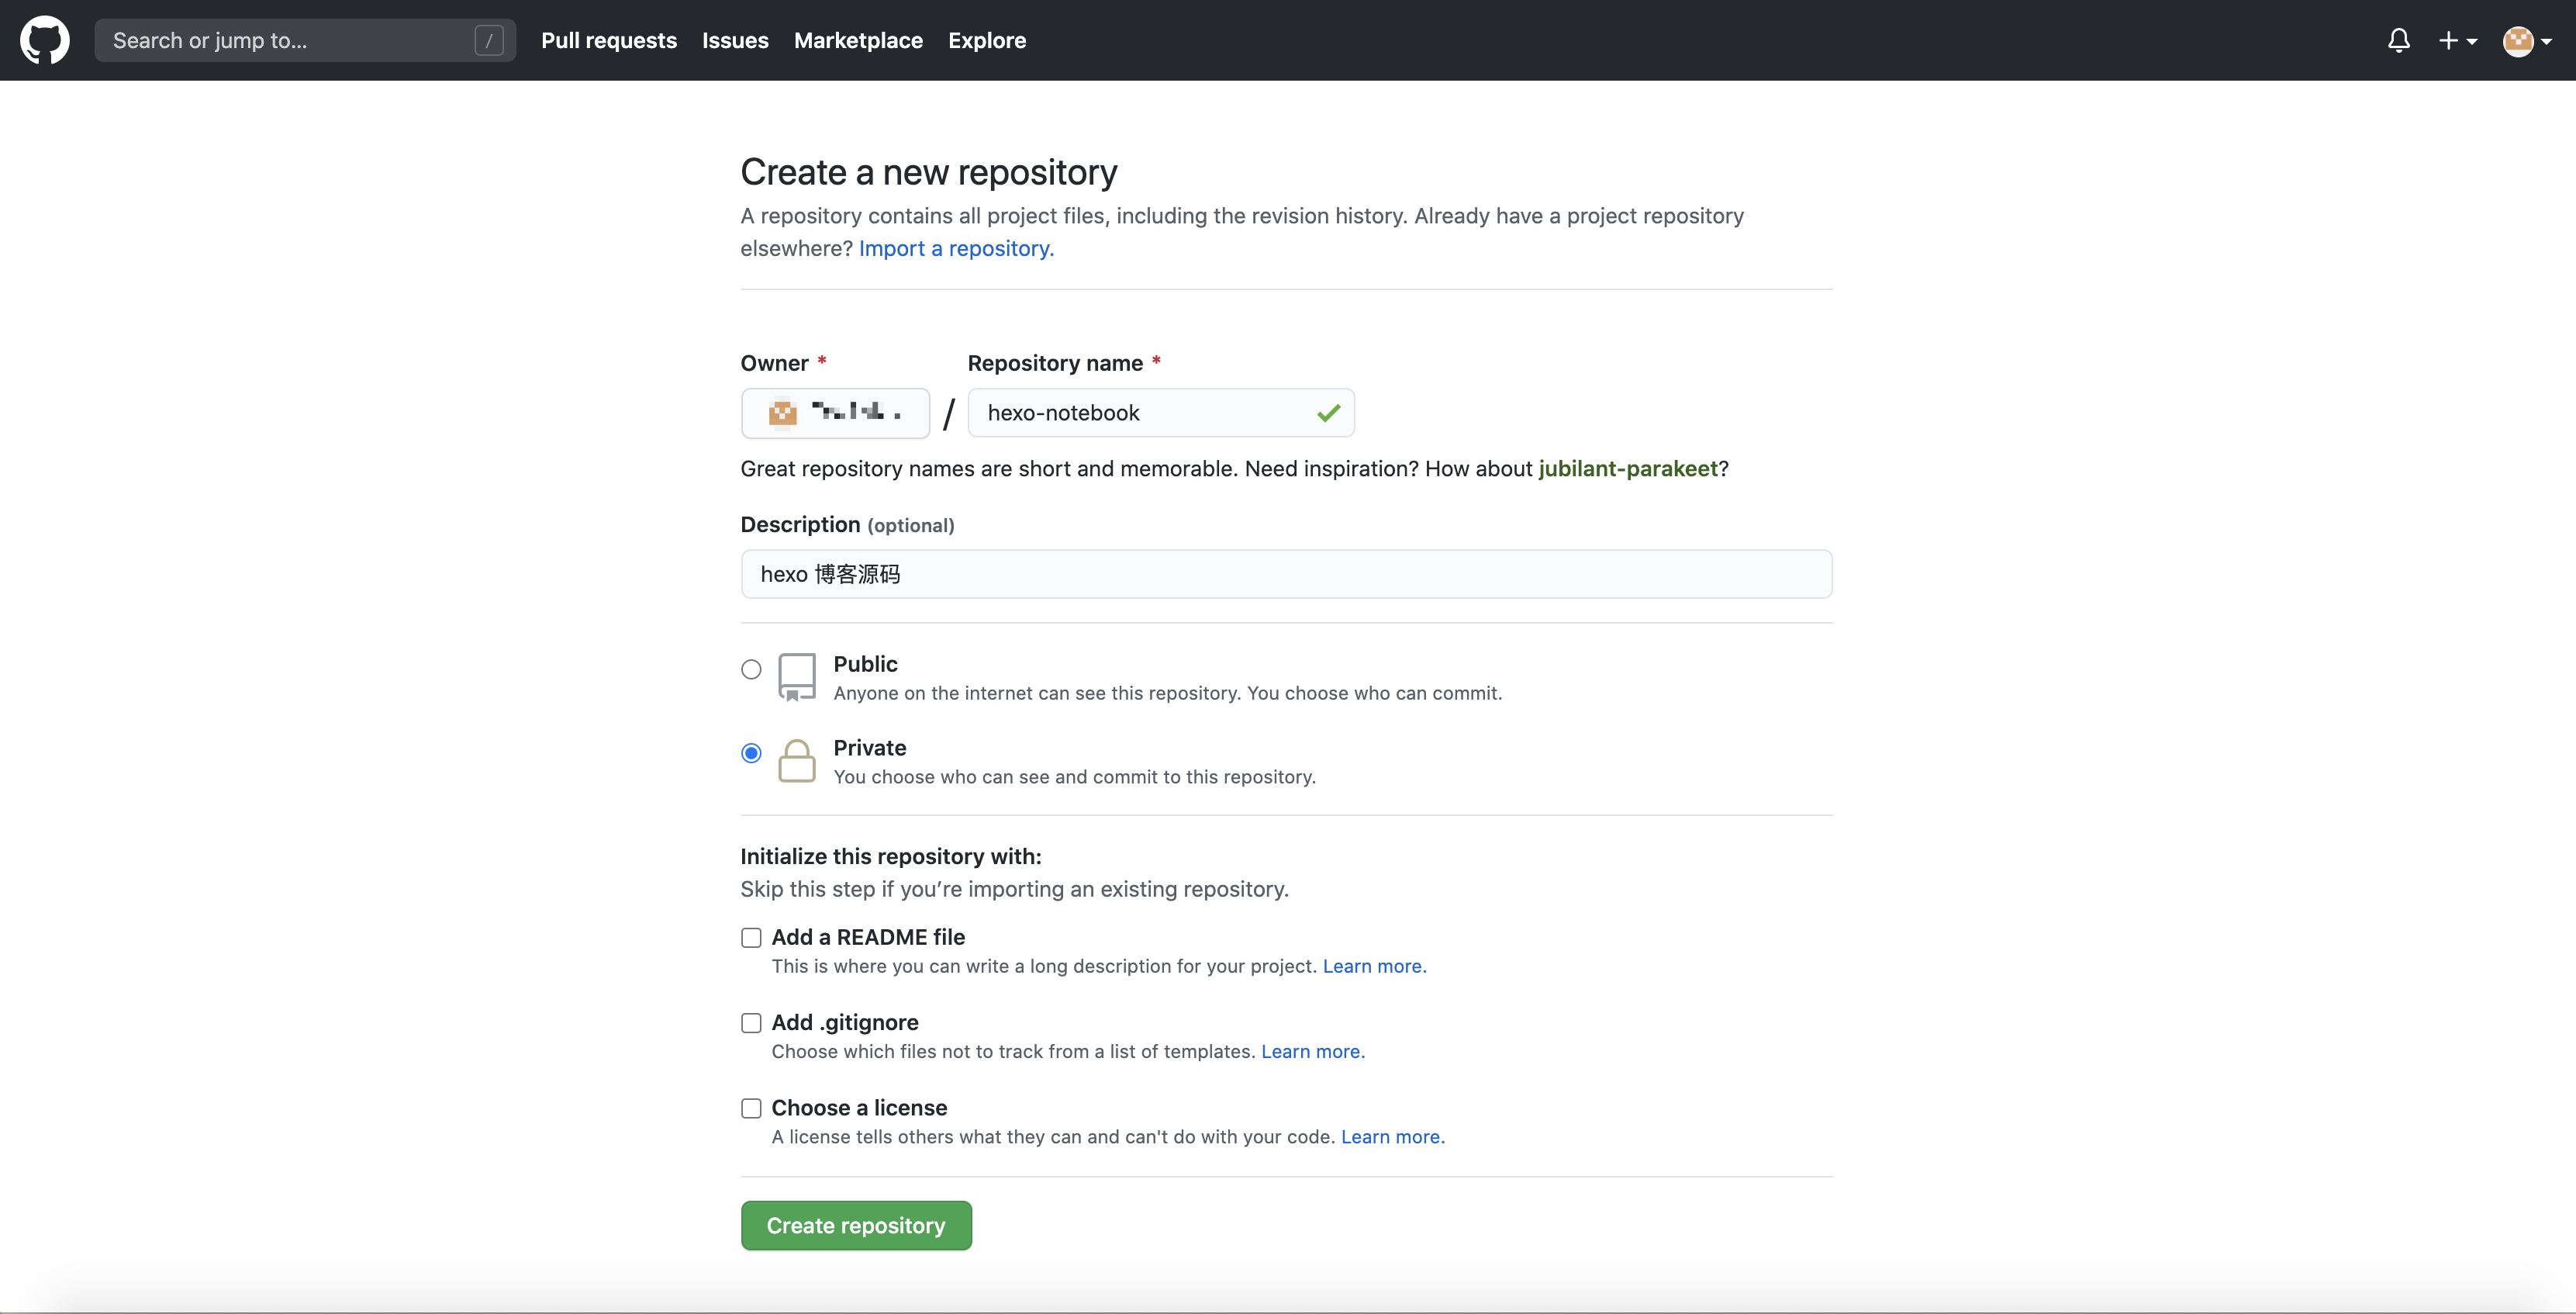 Search or jump to... /
Pull requests Issues Marketplace Explore
Create a new repository
A repository contains all project files, including the revision history. Already have a project repository
elsewhere? Import a repository.
Owner * Repository name *
/ hexo-notebook
Great repository names are short and memorable. Need inspiration? How about jubilant-parakeet?
Description (optional)
hexo 博客源码
Public
Anyone on the internet can see this repository. You choose who can commit.
Private
You choose who can see and commit to this repository.
Initialize this repository with:
Skip this step if you’re importing an existing repository.
Add a README file
This is where you can write a long description for your project. Learn more.
Add .gitignore
Choose which files not to track from a list of templates. Learn more.
Choose a license
A license tells others what they can and can't do with your code. Learn more.
Create repository